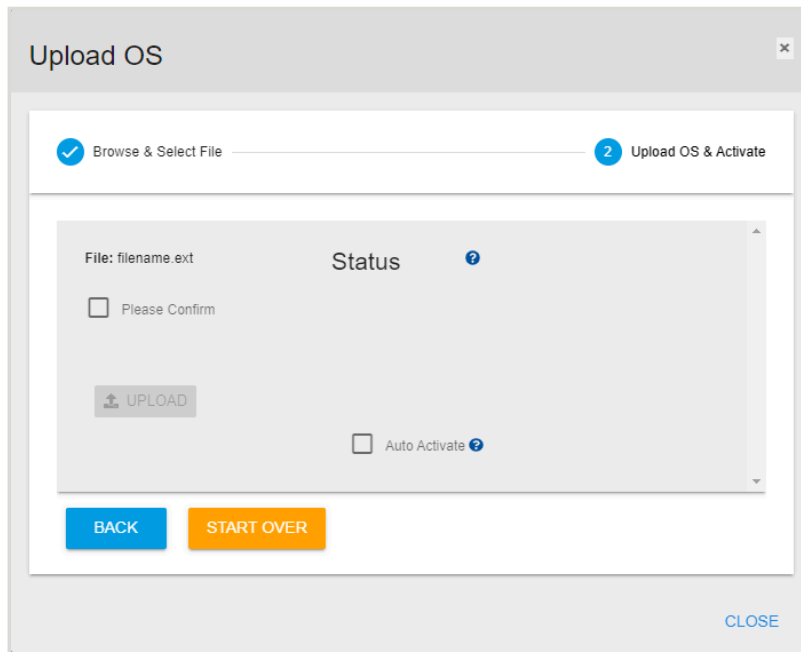 Upload OS
×
Browse & Select File
2 Upload OS & Activate
File: filename.ext
Status ?
Please Confirm
UPLOAD
Auto Activate ?
BACK
START OVER
CLOSE